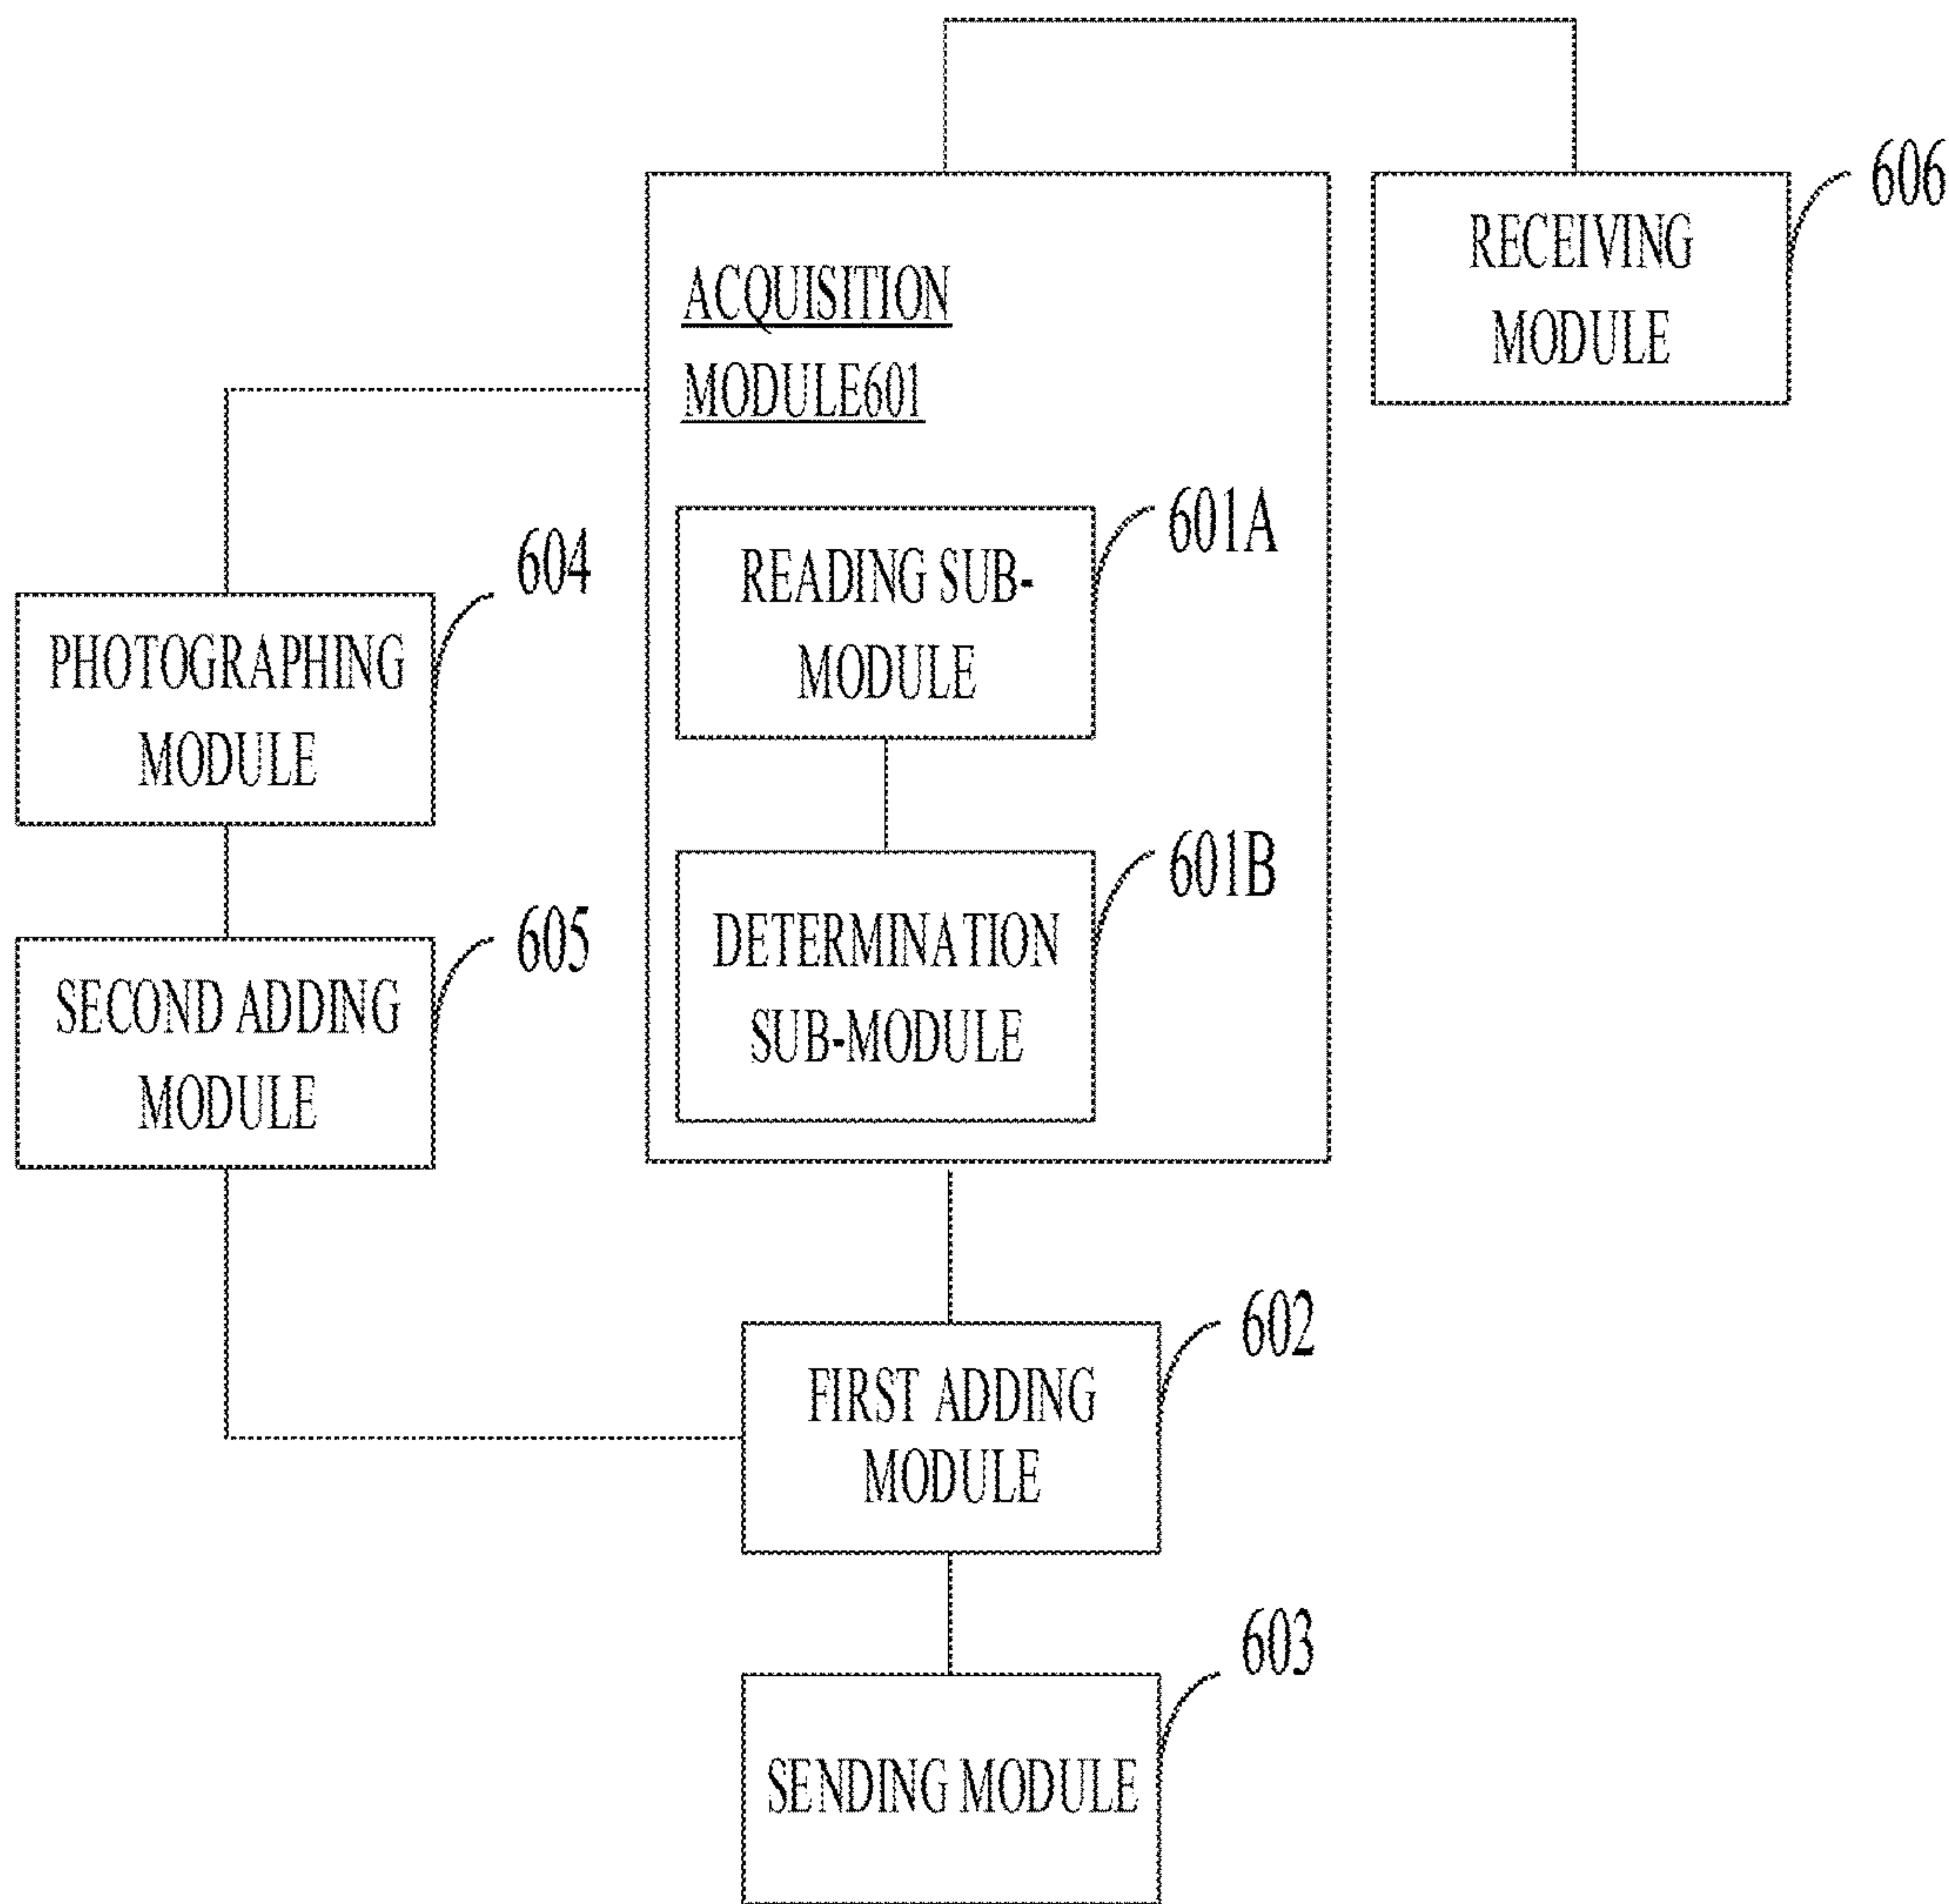 606
RECEIVING
MODULE
ACQUISITION
MODULE601
601A
READING SUB-
MODULE
604
PHOTOGRAPHING
MODULE
601B
DETERMINATION
SUB-MODULE
605
SECOND ADDING
MODULE
602
FIRST ADDING
MODULE
603
SENDING MODULE